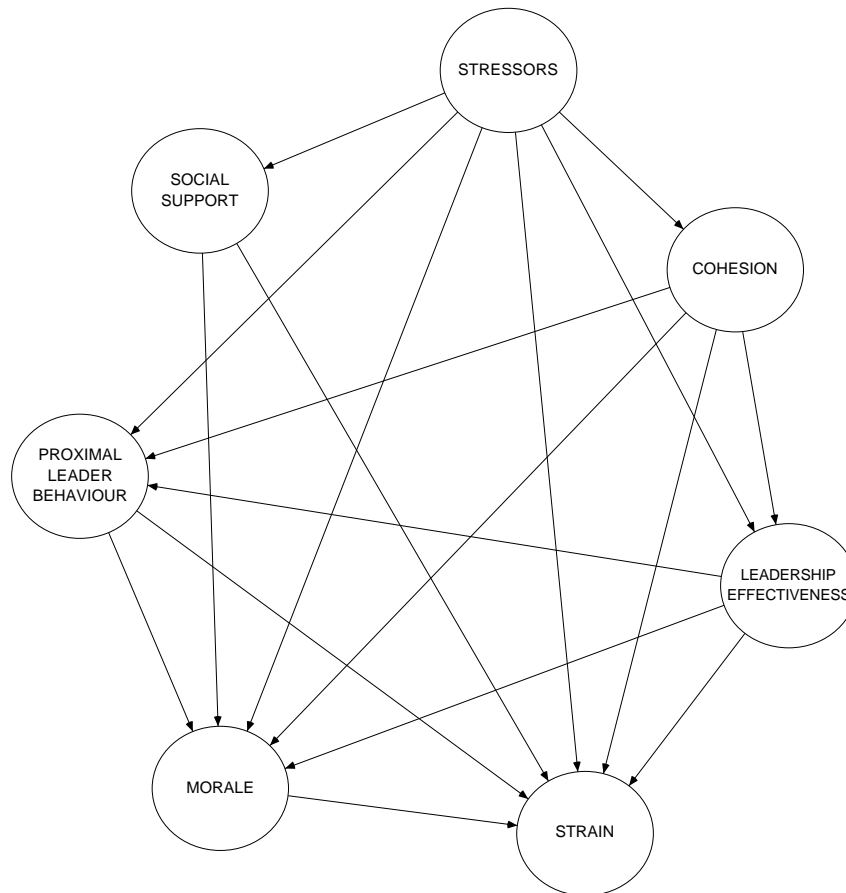 STRESSORS
SOCIAL
SUPPORT
COHESION
PROXIMAL
LEADER
BEHAVIOUR
LEADERSHIP
EFFECTIVENESS
MORALE
STRAIN